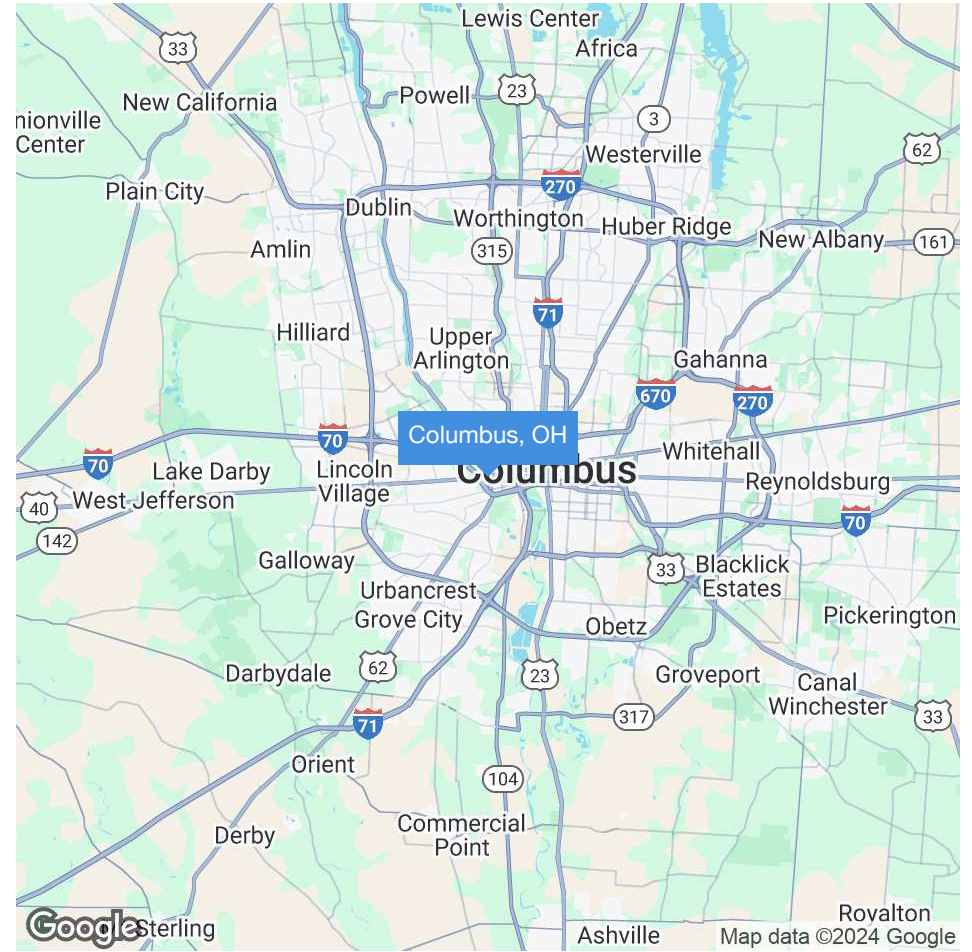 Lewis Center
33
Africa
23
Powell
New California
3
nionville
Center
62
Westerville
270
Plain City
Dublin
Worthington
Huber Ridge
New Albany
161
315
Amlin
71
Hilliard
Upper
Arlington
Gahanna
670
270
Columbus, OH
70
Whitehall
70
Lake Darby
Lincoln
Village
Columbus
Reynoldsburg
West Jefferson
40
70
142
Galloway
33
Blacklick
Estates
Urbancrest
Grove City
Pickerington
Obetz
62
23
Darbydale
Groveport
Canal
Winchester
317
33
71
Orient
104
Commercial
Point
Derby
Royalton
Google
Sterling
Ashville
Map data ©2024 Google